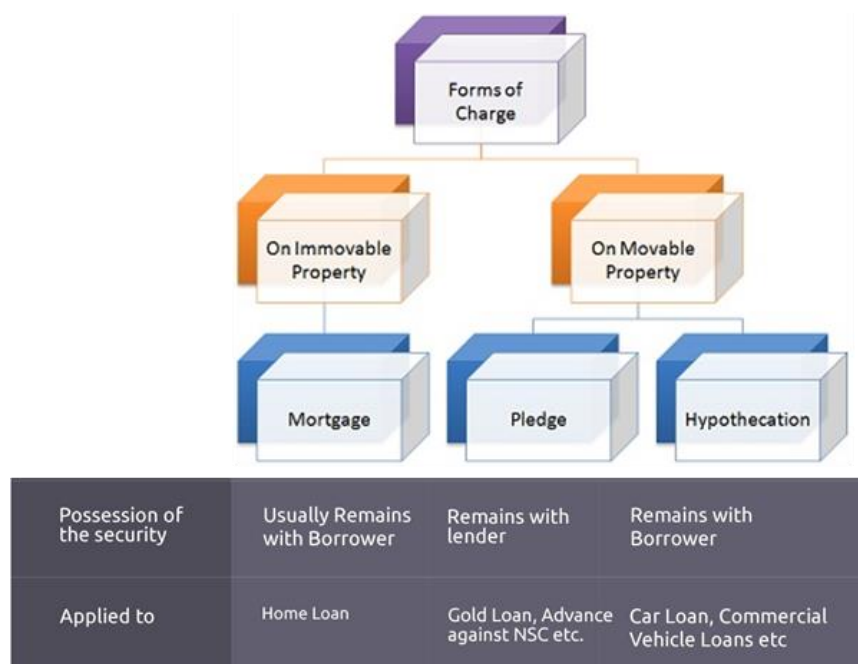 Forms of
Charge
On Immovable
Property
On Movable
Property
Mortgage
Pledge
Hypothecation
Possession of
the security
Usually Remains
with Borrower
Remains with
lender
Remains with
Borrower
Applied to
Home Loan
Gold Loan, Advance
against NSC etc.
Car Loan, Commercial
Vehicle Loans etc